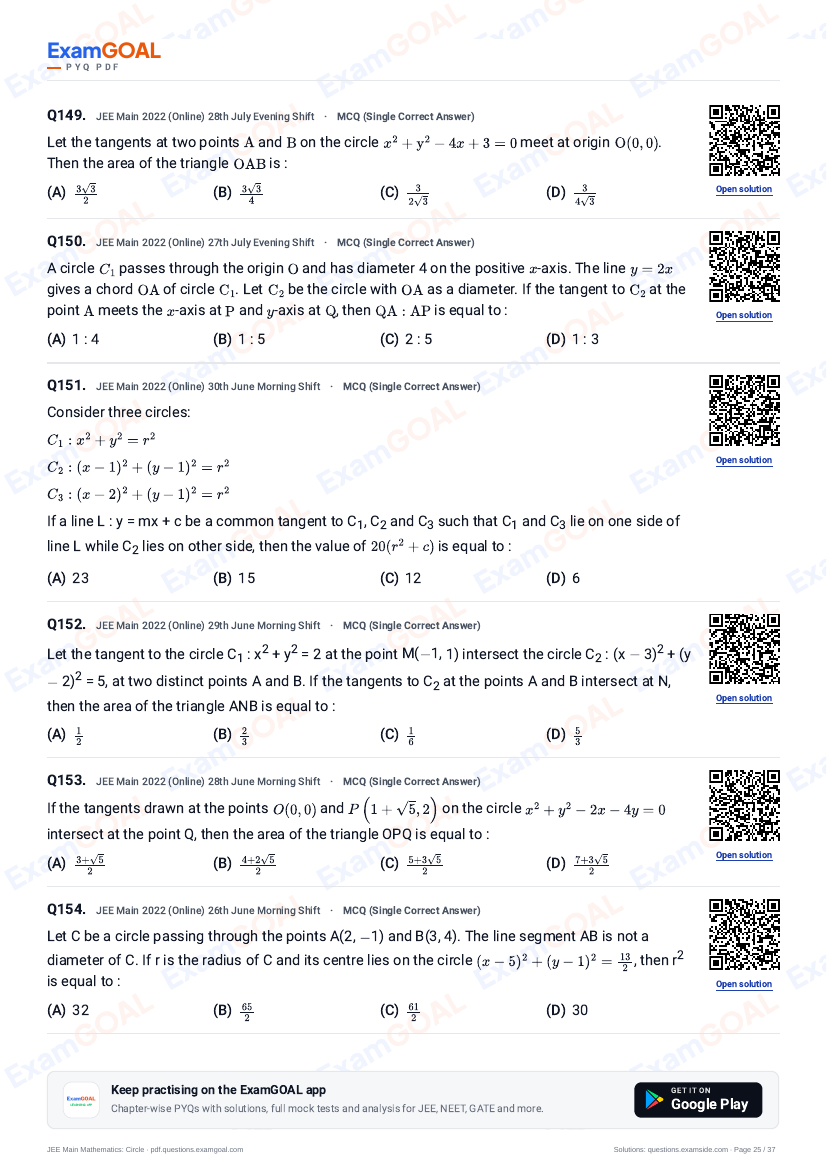 ExamGOAL
PYQ PDF
Q149. JEE Main 2022 (Online) 28th July Evening Shift · MCQ (Single Correct Answer)
Let the tangents at two points A and B on the circle x² + y² − 4x + 3 = 0 meet at origin O(0, 0).
Then the area of the triangle OAB is :
(A) 3√3/2 (B) 3√3/4 (C) 3/2√3 (D) 3/4√3
Open solution
Q150. JEE Main 2022 (Online) 27th July Evening Shift · MCQ (Single Correct Answer)
A circle C₁ passes through the origin O and has diameter 4 on the positive x-axis. The line y = 2x
gives a chord OA of circle C₁. Let C₂ be the circle with OA as a diameter. If the tangent to C₂ at the
point A meets the x-axis at P and y-axis at Q, then QA : AP is equal to :
(A) 1 : 4 (B) 1 : 5 (C) 2 : 5 (D) 1 : 3
Open solution
Q151. JEE Main 2022 (Online) 30th June Morning Shift · MCQ (Single Correct Answer)
Consider three circles:
C₁ : x² + y² = r²
C₂ : (x − 1)² + (y − 1)² = r²
C₃ : (x − 2)² + (y − 1)² = r²
If a line L : y = mx + c be a common tangent to C₁, C₂ and C₃ such that C₁ and C₃ lie on one side of
line L while C₂ lies on other side, then the value of 20(r² + c) is equal to :
(A) 23 (B) 15 (C) 12 (D) 6
Open solution
Q152. JEE Main 2022 (Online) 29th June Morning Shift · MCQ (Single Correct Answer)
Let the tangent to the circle C₁ : x² + y² = 2 at the point M(−1, 1) intersect the circle C₂ : (x − 3)² + (y
− 2)² = 5, at two distinct points A and B. If the tangents to C₂ at the points A and B intersect at N,
then the area of the triangle ANB is equal to :
(A) 1/2 (B) 2/3 (C) 1/6 (D) 5/3
Open solution
Q153. JEE Main 2022 (Online) 28th June Morning Shift · MCQ (Single Correct Answer)
If the tangents drawn at the points O(0, 0) and P(1 + √5, 2) on the circle x² + y² − 2x − 4y = 0
intersect at the point Q, then the area of the triangle OPQ is equal to :
(A) 3+√5/2 (B) 4+2√5/2 (C) 5+3√5/2 (D) 7+3√5/2
Open solution
Q154. JEE Main 2022 (Online) 26th June Morning Shift · MCQ (Single Correct Answer)
Let C be a circle passing through the points A(2, −1) and B(3, 4). The line segment AB is not a
diameter of C. If r is the radius of C and its centre lies on the circle (x − 5)² + (y − 1)² = 13/2, then r²
is equal to :
(A) 32 (B) 65/2 (C) 61/2 (D) 30
Open solution
Keep practising on the ExamGOAL app
Chapter-wise PYQs with solutions, full mock tests and analysis for JEE, NEET, GATE and more.
GET IT ON
Google Play
JEE Main Mathematics: Circle · pdf.questions.examgoal.com
Solutions: questions.examside.com · Page 25 / 37